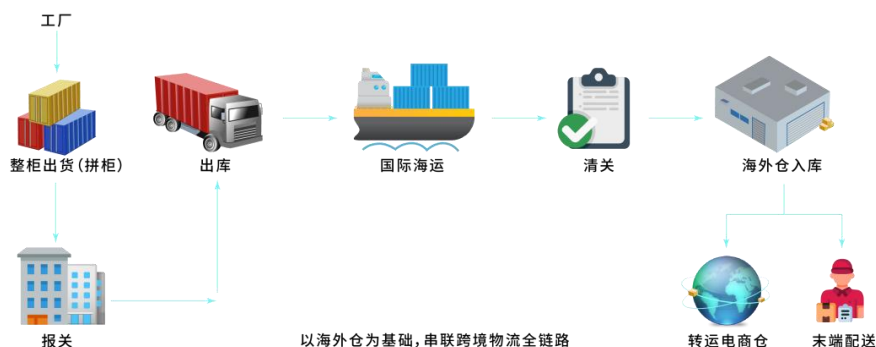 工厂
整柜出货(拼柜)
出库
国际海运
清关
海外仓入库
报关
以海外仓为基础,串联跨境物流全链路
转运电商仓
末端配送